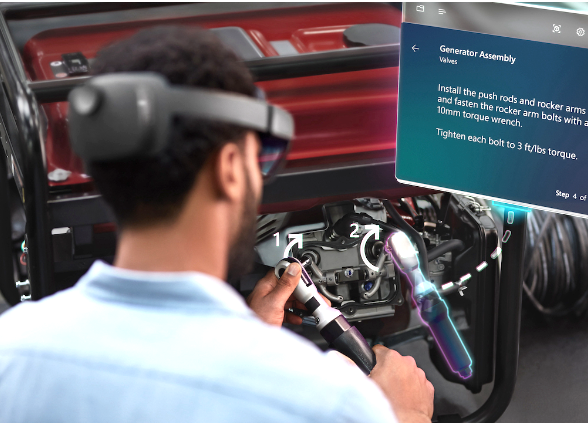 Generator Assembly
Valves
Install the push rods and rocker arms
and fasten the rocker arm bolts with a
10mm torque wrench.
Tighten each bolt to 3 ft/lbs torque.
Step 4 of
1
2